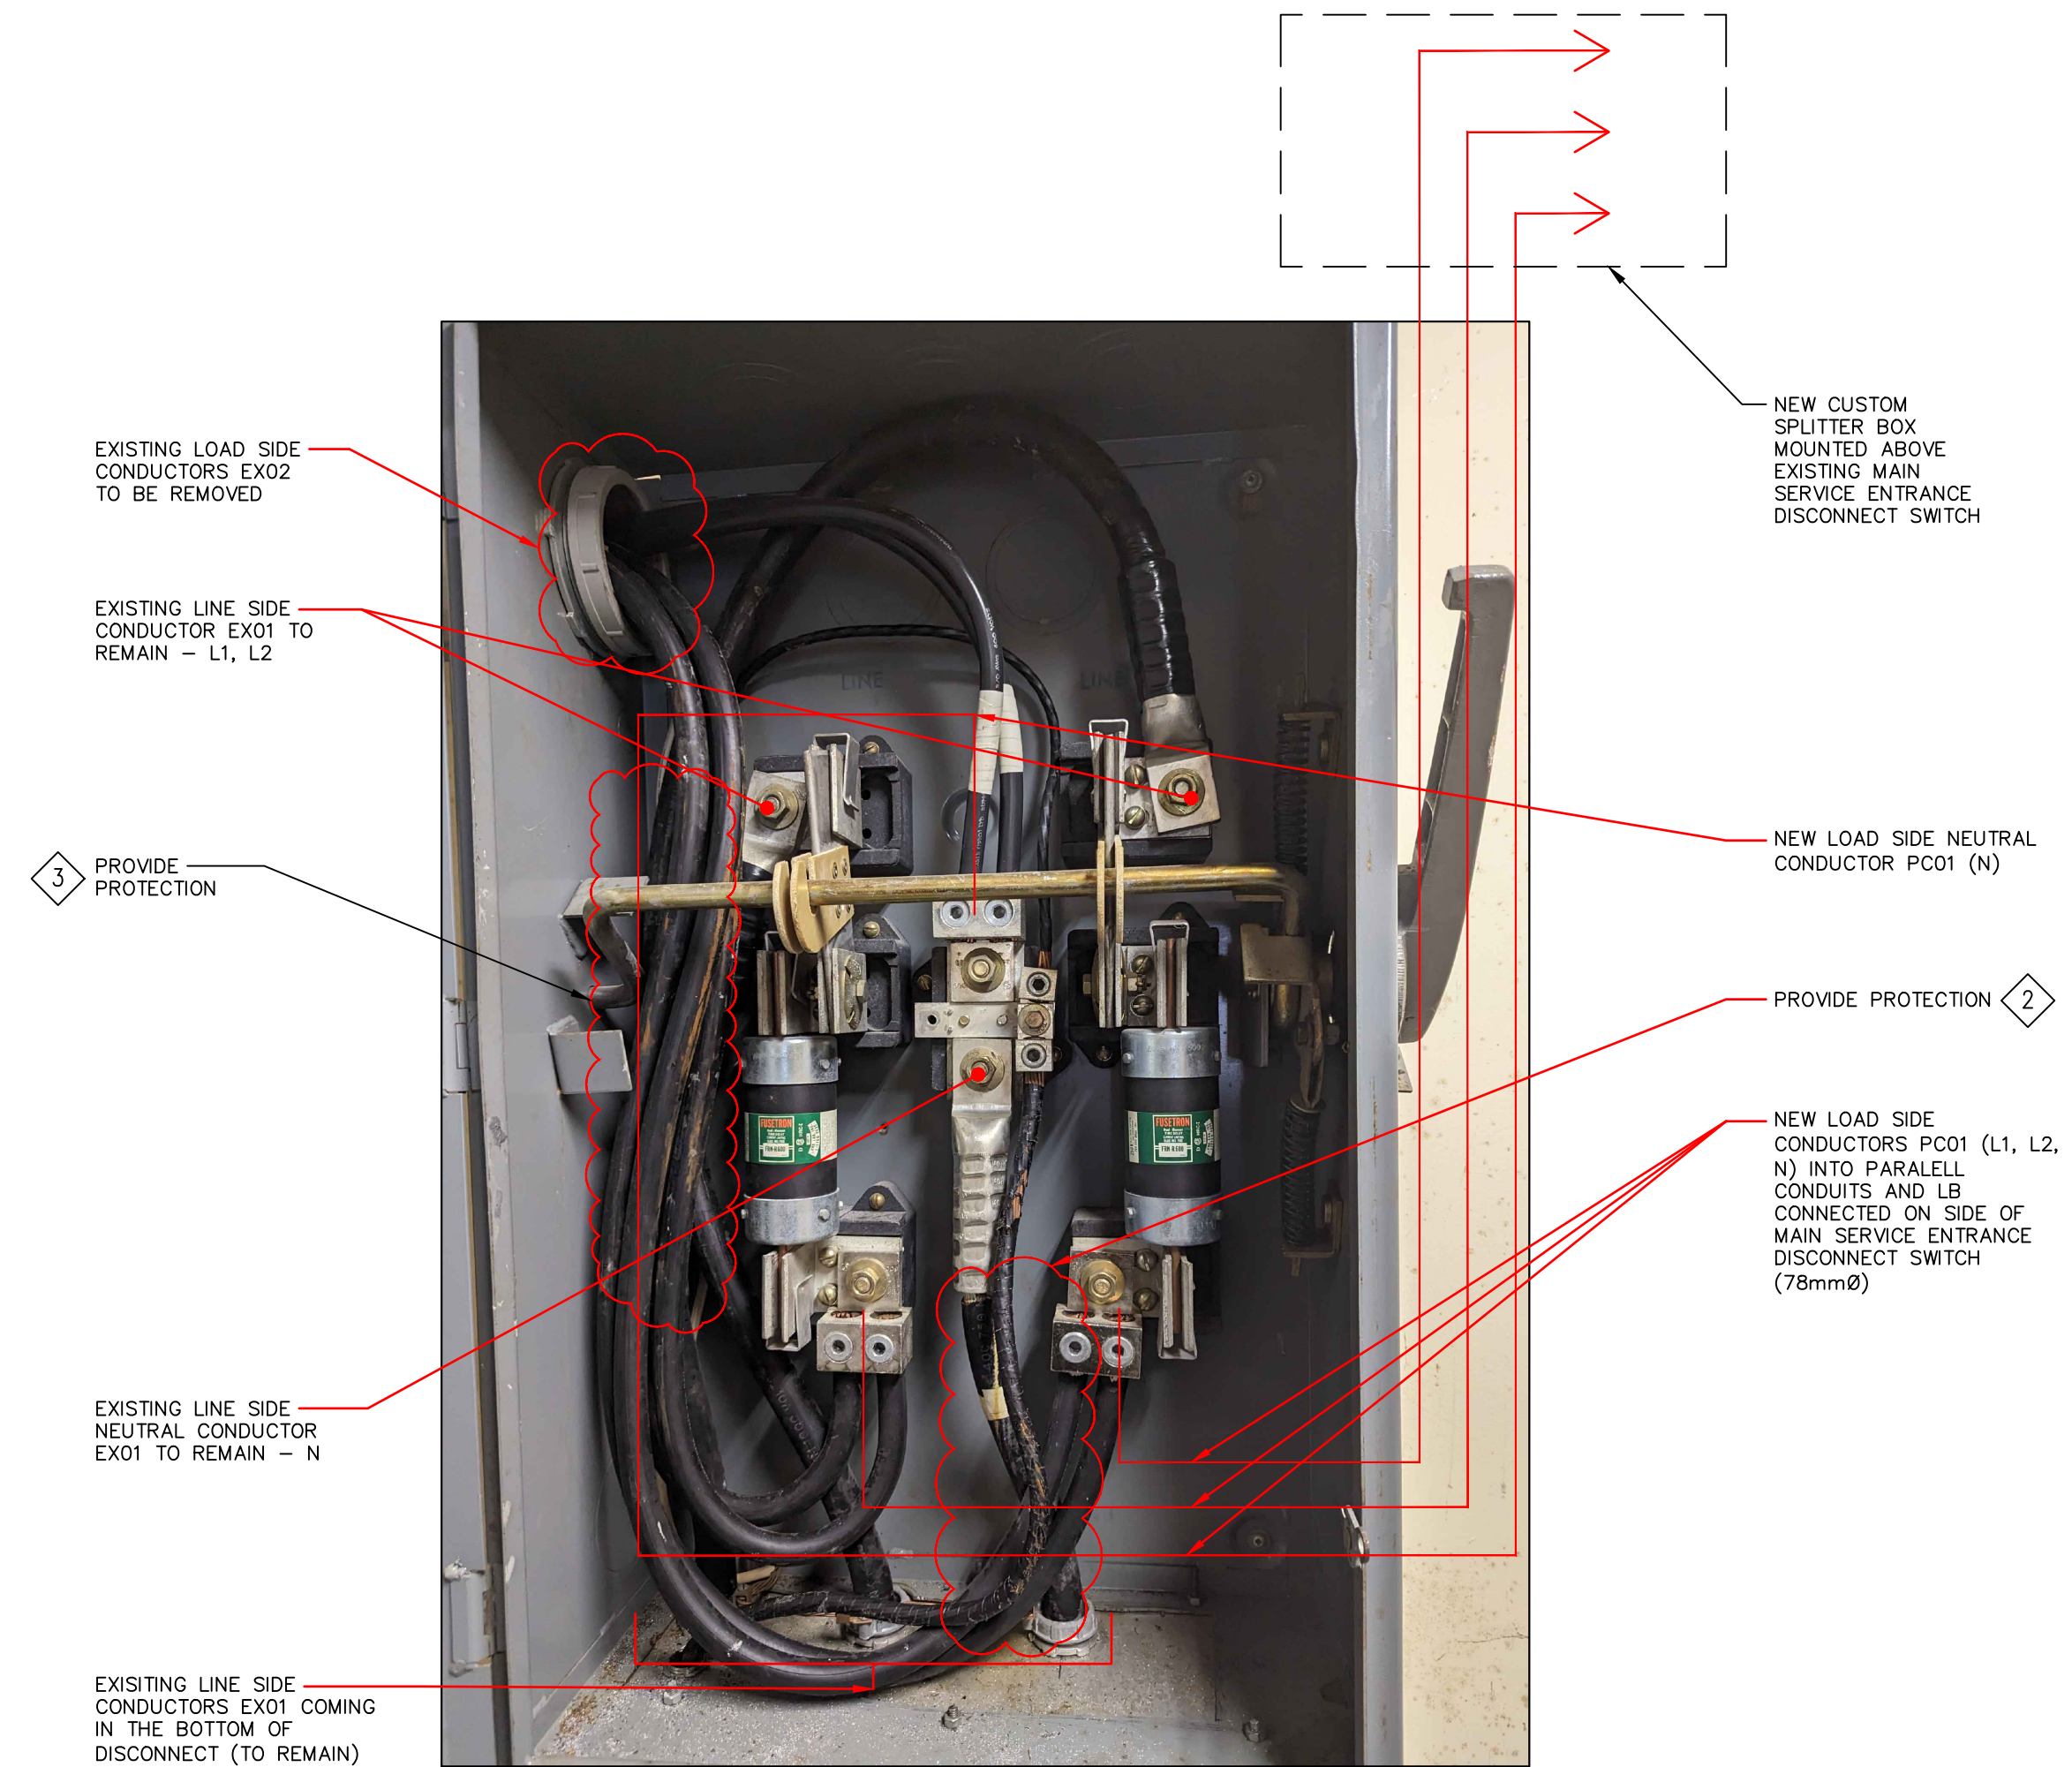 EXISTING LOAD SIDE
CONDUCTORS EX02
TO BE REMOVED
EXISTING LINE SIDE
CONDUCTOR EX01 TO
REMAIN – L1, L2
3
PROVIDE
PROTECTION
EXISTING LINE SIDE
NEUTRAL CONDUCTOR
EX01 TO REMAIN – N
EXISITING LINE SIDE
CONDUCTORS EX01 COMING
IN THE BOTTOM OF
DISCONNECT (TO REMAIN)
LINE
LINE
FUSETRON
FUSETRON
NEW CUSTOM
SPLITTER BOX
MOUNTED ABOVE
EXISTING MAIN
SERVICE ENTRANCE
DISCONNECT SWITCH
NEW LOAD SIDE NEUTRAL
CONDUCTOR PC01 (N)
PROVIDE PROTECTION 2
NEW LOAD SIDE
CONDUCTORS PC01 (L1, L2,
N) INTO PARALELL
CONDUITS AND LB
CONNECTED ON SIDE OF
MAIN SERVICE ENTRANCE
DISCONNECT SWITCH
(78mmØ)